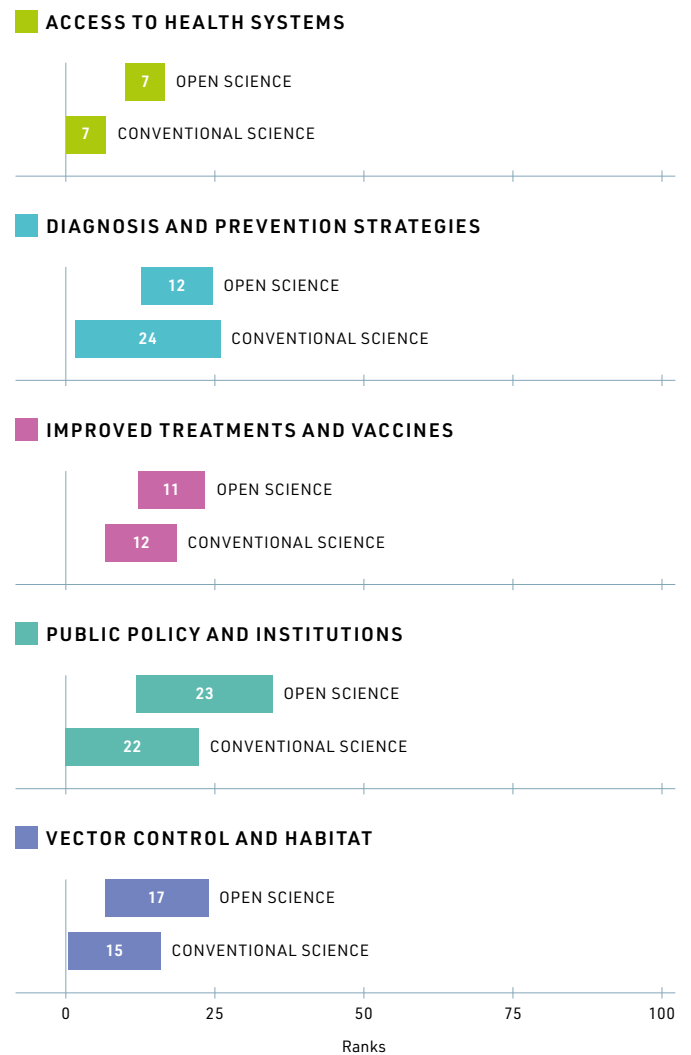 ACCESS TO HEALTH SYSTEMS
7 OPEN SCIENCE
7 CONVENTIONAL SCIENCE
DIAGNOSIS AND PREVENTION STRATEGIES
12 OPEN SCIENCE
24 CONVENTIONAL SCIENCE
IMPROVED TREATMENTS AND VACCINES
11 OPEN SCIENCE
12 CONVENTIONAL SCIENCE
PUBLIC POLICY AND INSTITUTIONS
23 OPEN SCIENCE
22 CONVENTIONAL SCIENCE
VECTOR CONTROL AND HABITAT
17 OPEN SCIENCE
15 CONVENTIONAL SCIENCE
0 25 50 75 100
Ranks